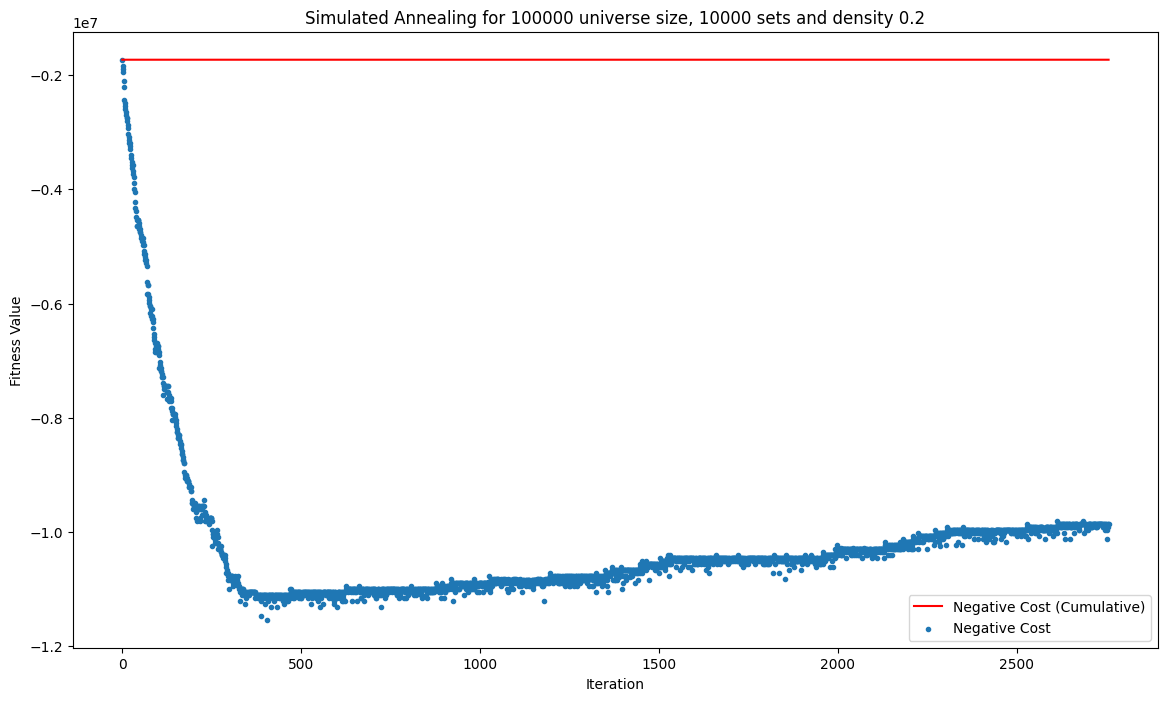 Simulated Annealing for 100000 universe size, 10000 sets and density 0.2
1e7
−0.2
−0.4
−0.6
−0.8
−1.0
−1.2
Fitness Value
0
500
1000
1500
2000
2500
Iteration
Negative Cost (Cumulative)
Negative Cost